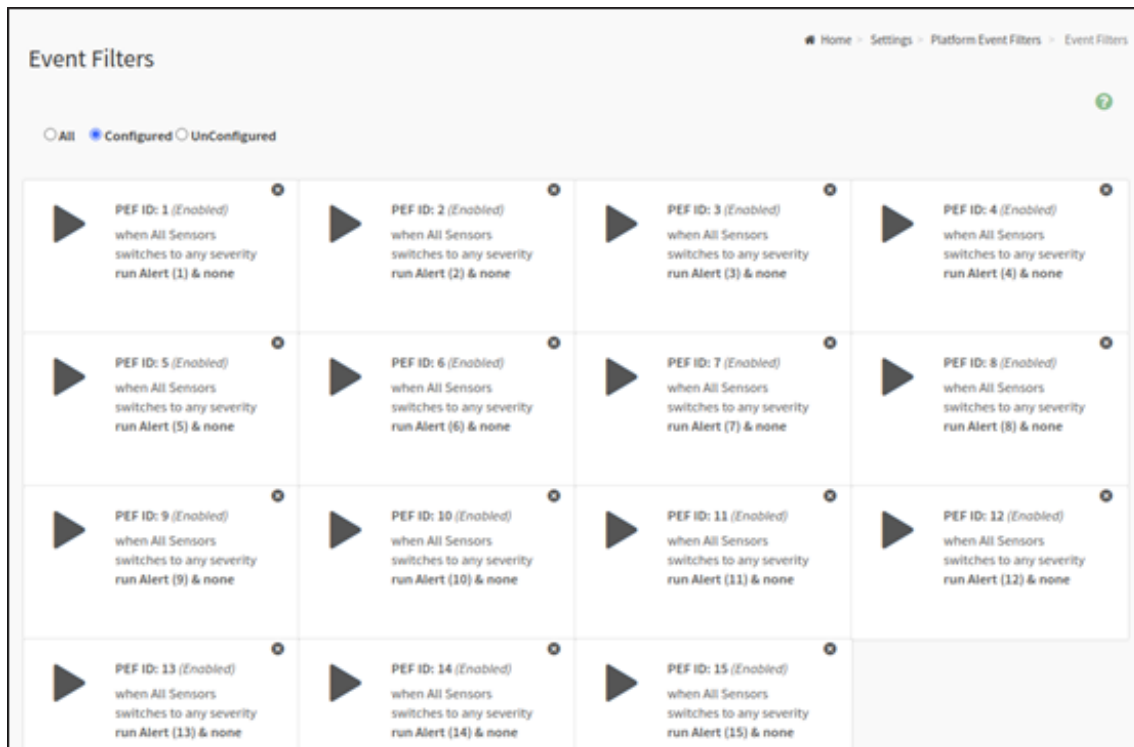 Home > Settings > Platform Event Filters > Event Filters
Event Filters
All Configured UnConfigured
PEF ID: 1 (Enabled)
when All Sensors
switches to any severity
run Alert (1) & none
PEF ID: 2 (Enabled)
when All Sensors
switches to any severity
run Alert (2) & none
PEF ID: 3 (Enabled)
when All Sensors
switches to any severity
run Alert (3) & none
PEF ID: 4 (Enabled)
when All Sensors
switches to any severity
run Alert (4) & none
PEF ID: 5 (Enabled)
when All Sensors
switches to any severity
run Alert (5) & none
PEF ID: 6 (Enabled)
when All Sensors
switches to any severity
run Alert (6) & none
PEF ID: 7 (Enabled)
when All Sensors
switches to any severity
run Alert (7) & none
PEF ID: 8 (Enabled)
when All Sensors
switches to any severity
run Alert (8) & none
PEF ID: 9 (Enabled)
when All Sensors
switches to any severity
run Alert (9) & none
PEF ID: 10 (Enabled)
when All Sensors
switches to any severity
run Alert (10) & none
PEF ID: 11 (Enabled)
when All Sensors
switches to any severity
run Alert (11) & none
PEF ID: 12 (Enabled)
when All Sensors
switches to any severity
run Alert (12) & none
PEF ID: 13 (Enabled)
when All Sensors
switches to any severity
run Alert (13) & none
PEF ID: 14 (Enabled)
when All Sensors
switches to any severity
run Alert (14) & none
PEF ID: 15 (Enabled)
when All Sensors
switches to any severity
run Alert (15) & none